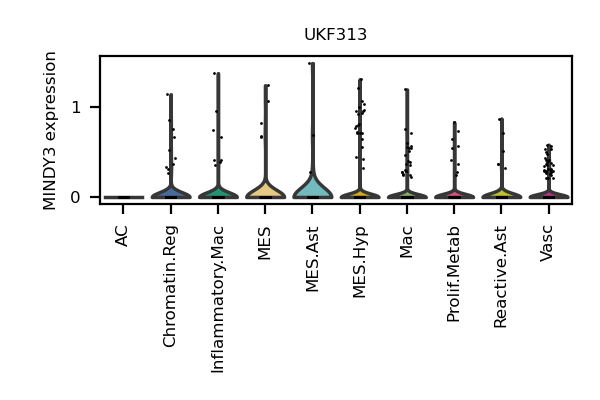 UKF313
MINDY3 expression
1
0
AC
Chromatin.Reg
Inflammatory.Mac
MES
MES.Ast
MES.Hyp
Mac
Prolif.Metab
Reactive.Ast
Vasc